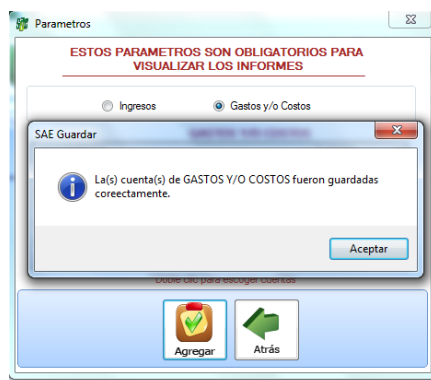 Parametros
ESTOS PARAMETROS SON OBLIGATORIOS PARA
VISUALIZAR LOS INFORMES
Ingresos
Gastos y/o Costos
SAE Guardar
La(s) cuenta(s) de GASTOS Y/O COSTOS fueron guardadas
coreectamente.
Aceptar
Doble clic para escoger cuentas
Agregar
Atrás